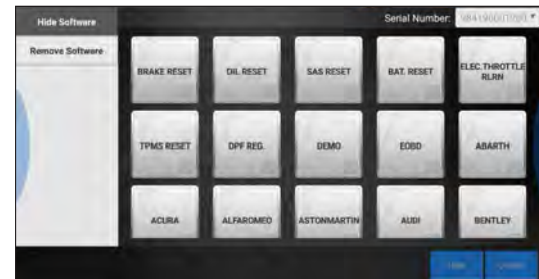 Hide Software
Serial Number:
Remove Software
BRAKE RESET
OIL RESET
SAS RESET
BAT. RESET
ELEC.THROTTLE
RLRN
TPMS RESET
DPF REG.
DEMO
EOBD
ABARTH
ACURA
ALFAROMEO
ASTONMARTIN
AUDI
BENTLEY